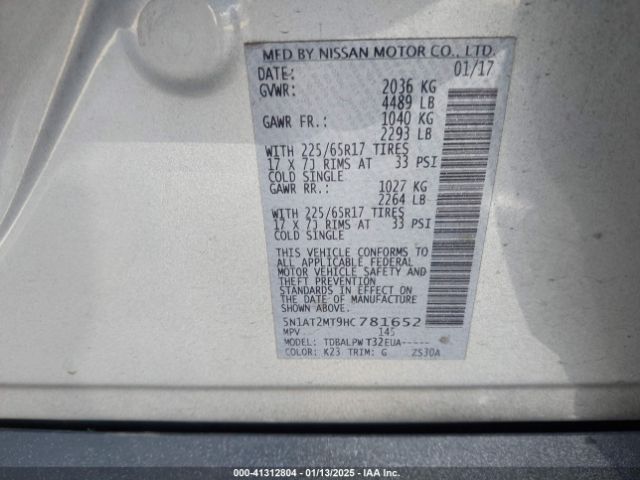 MFD BY NISSAN MOTOR CO., LTD.
DATE: 01/17
GVWR: 2036 KG
4489 LB
GAWR FR.: 1040 KG
2293 LB
WITH 225/65R17 TIRES
17 X 7J RIMS AT 33 PSI
COLD SINGLE
GAWR RR.: 1027 KG
2264 LB
WITH 225/65R17 TIRES
17 X 7J RIMS AT 33 PSI
COLD SINGLE
THIS VEHICLE CONFORMS TO
ALL APPLICABLE FEDERAL
MOTOR VEHICLE SAFETY AND
THEFT PREVENTION
STANDARDS IN EFFECT ON
THE DATE OF MANUFACTURE
SHOWN ABOVE.
5N1AT2MT9HC781652
MPV 145
MODEL: TDBALPW T32EUA-----
COLOR: K23 TRIM: G ZS30A
000-41312804 | 01/13/2025 | IAA Inc.